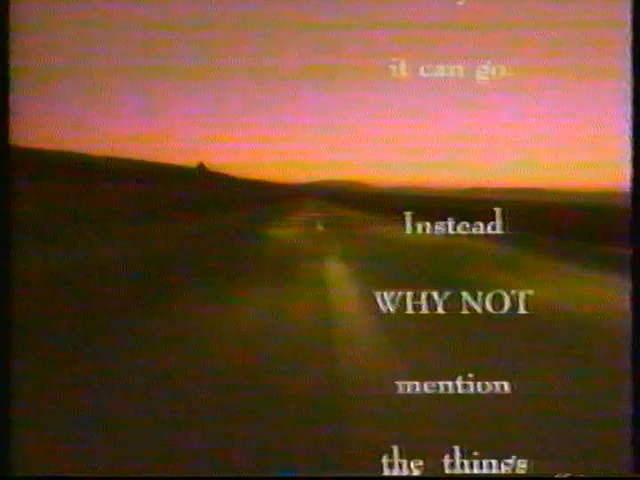 it can go.
Instead
WHY NOT
mention
the things